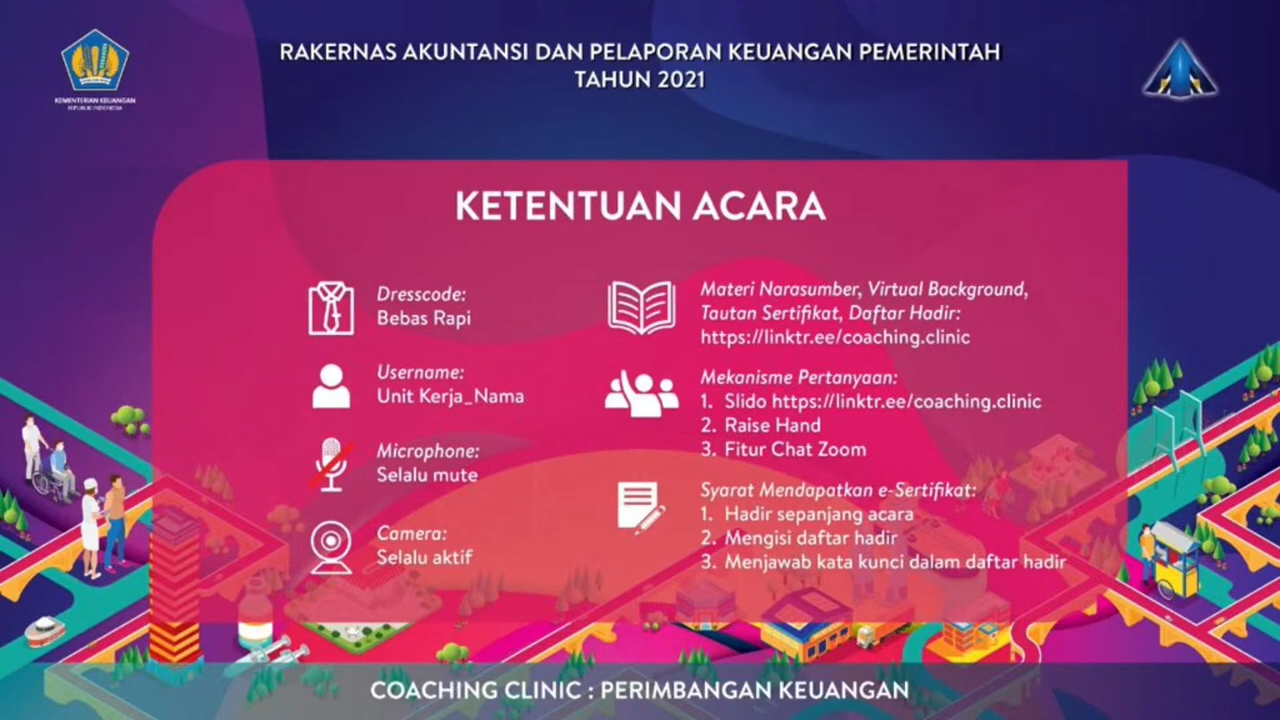 KEMENTERIAN KEUANGAN
REPUBLIK INDONESIA
RAKERNAS AKUNTANSI DAN PELAPORAN KEUANGAN PEMERINTAH
TAHUN 2021
KETENTUAN ACARA
Dresscode:
Bebas Rapi
Username:
Unit Kerja_Nama
Microphone:
Selalu mute
Camera:
Selalu aktif
Materi Narasumber, Virtual Background,
Tautan Sertifikat, Daftar Hadir:
https://linktr.ee/coaching.clinic
Mekanisme Pertanyaan:
1. Slido https://linktr.ee/coaching.clinic
2. Raise Hand
3. Fitur Chat Zoom
Syarat Mendapatkan e-Sertifikat:
1. Hadir sepanjang acara
2. Mengisi daftar hadir
3. Menjawab kata kunci dalam daftar hadir
COACHING CLINIC : PERIMBANGAN KEUANGAN